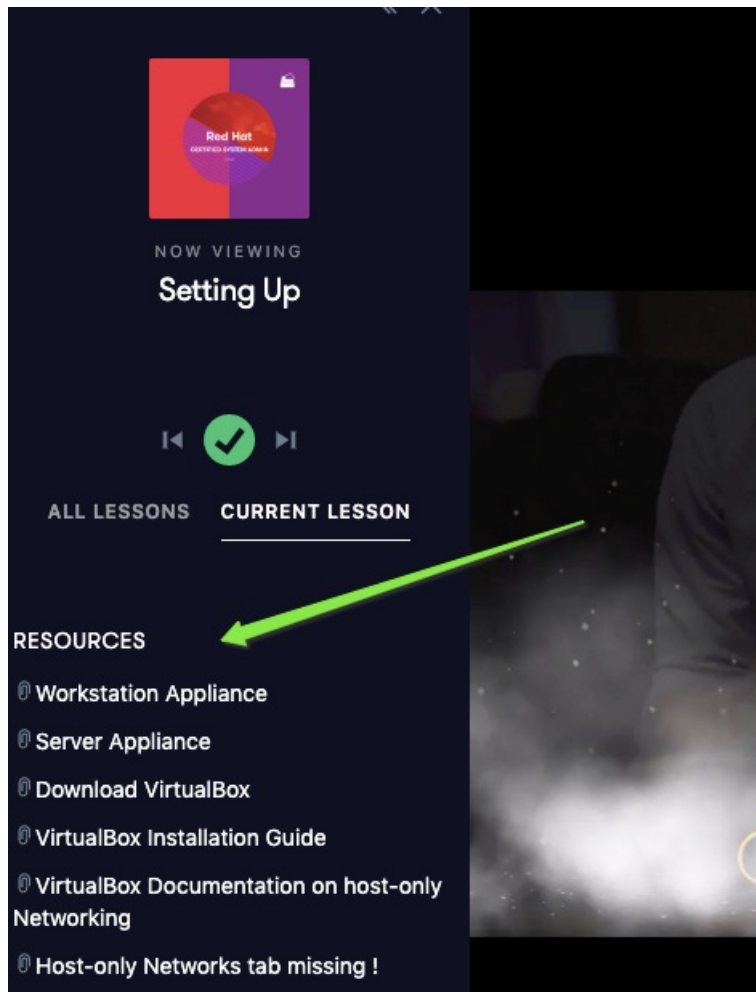 Red Hat
CERTIFIED SYSTEM ADMIN
NOW VIEWING
Setting Up
ALL LESSONS CURRENT LESSON
RESOURCES
Workstation Appliance
Server Appliance
Download VirtualBox
VirtualBox Installation Guide
VirtualBox Documentation on host-only
Networking
Host-only Networks tab missing !